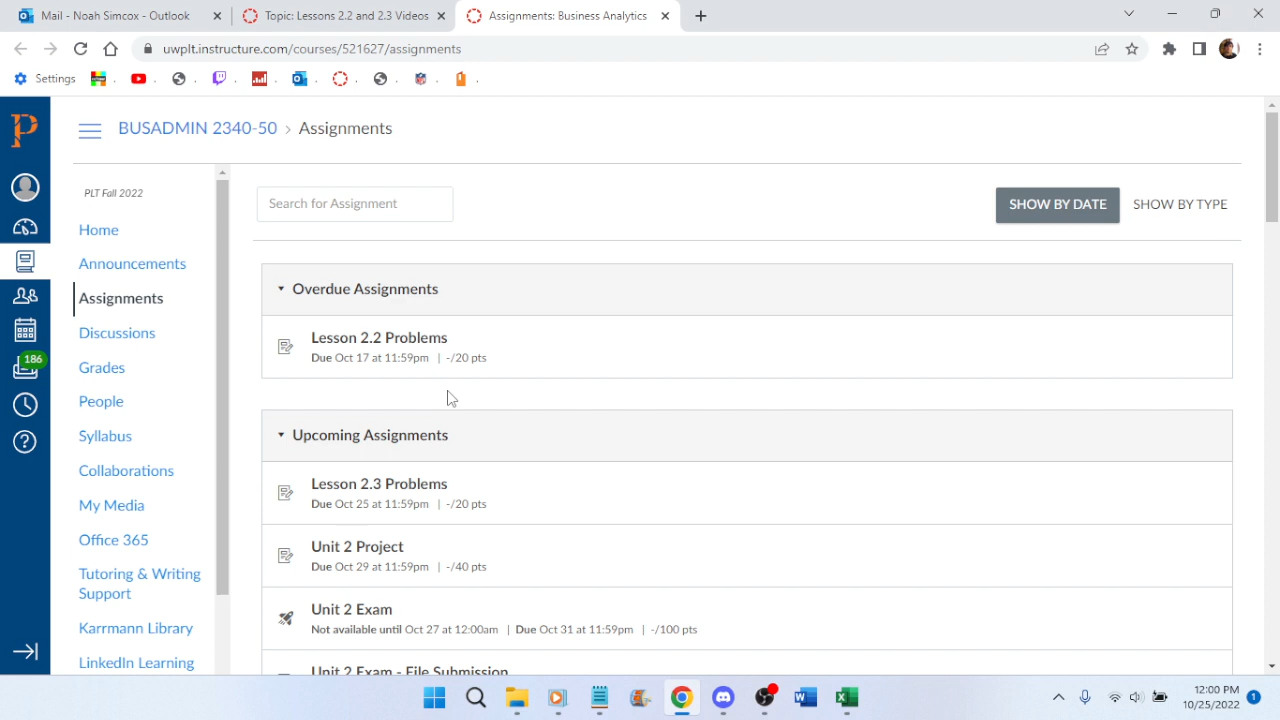 Mail - Noah Simcox - Outlook
Topic: Lessons 2.2 and 2.3 Videos
Assignments: Business Analytics
uwplt.instructure.com/courses/521627/assignments
Settings
BUSADMIN 2340-50 › Assignments
PLT Fall 2022
Home
Announcements
Assignments
Discussions
Grades
People
Syllabus
Collaborations
My Media
Office 365
Tutoring & Writing
Support
Karrmann Library
LinkedIn Learning
186
Search for Assignment
SHOW BY DATE
SHOW BY TYPE
Overdue Assignments
Lesson 2.2 Problems
Due Oct 17 at 11:59pm | -/20 pts
Upcoming Assignments
Lesson 2.3 Problems
Due Oct 25 at 11:59pm | -/20 pts
Unit 2 Project
Due Oct 29 at 11:59pm | -/40 pts
Unit 2 Exam
Not available until Oct 27 at 12:00am | Due Oct 31 at 11:59pm | -/100 pts
Unit 2 Exam - File Submission
12:00 PM
10/25/2022
1